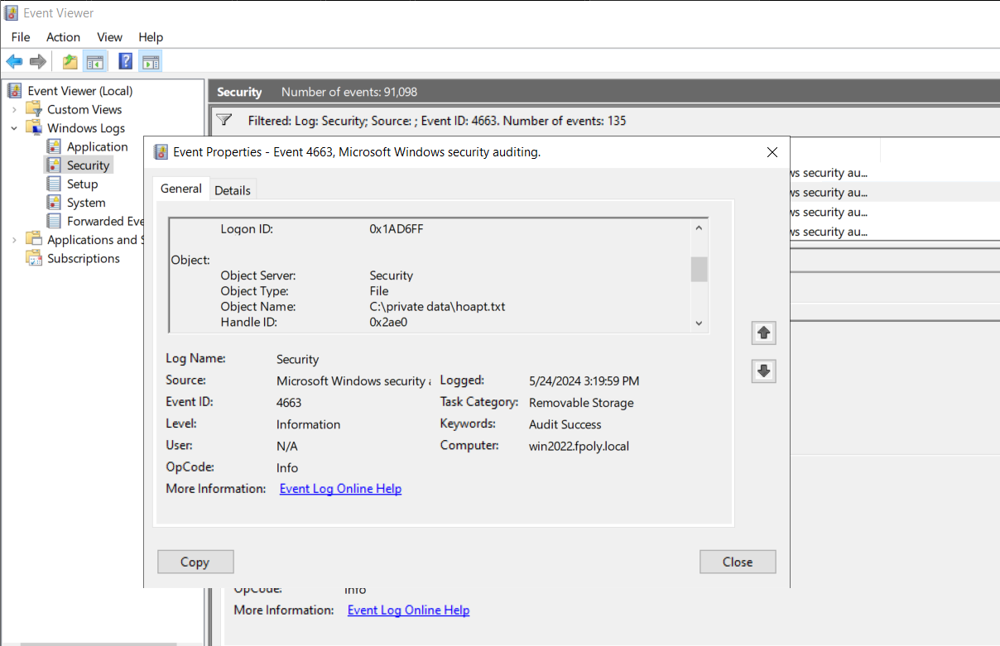 Event Viewer
File Action View Help
Event Viewer (Local)
Custom Views
Windows Logs
Application
Security
Setup
System
Forwarded Eve
Applications and S
Subscriptions
Security Number of events: 91,098
Filtered: Log: Security; Source: ; Event ID: 4663. Number of events: 135
ws security au...
ws security au...
ws security au...
ws security au...
Event Properties - Event 4663, Microsoft Windows security auditing.
General Details
Logon ID: 0x1AD6FF
Object:
Object Server: Security
Object Type: File
Object Name: C:\private data\hoapt.txt
Handle ID: 0x2ae0
Log Name: Security
Source: Microsoft Windows security Logged: 5/24/2024 3:19:59 PM
Event ID: 4663 Task Category: Removable Storage
Level: Information Keywords: Audit Success
User: N/A Computer: win2022.fpoly.local
OpCode: Info
More Information: Event Log Online Help
Copy Close
OpCode: Info
More Information: Event Log Online Help